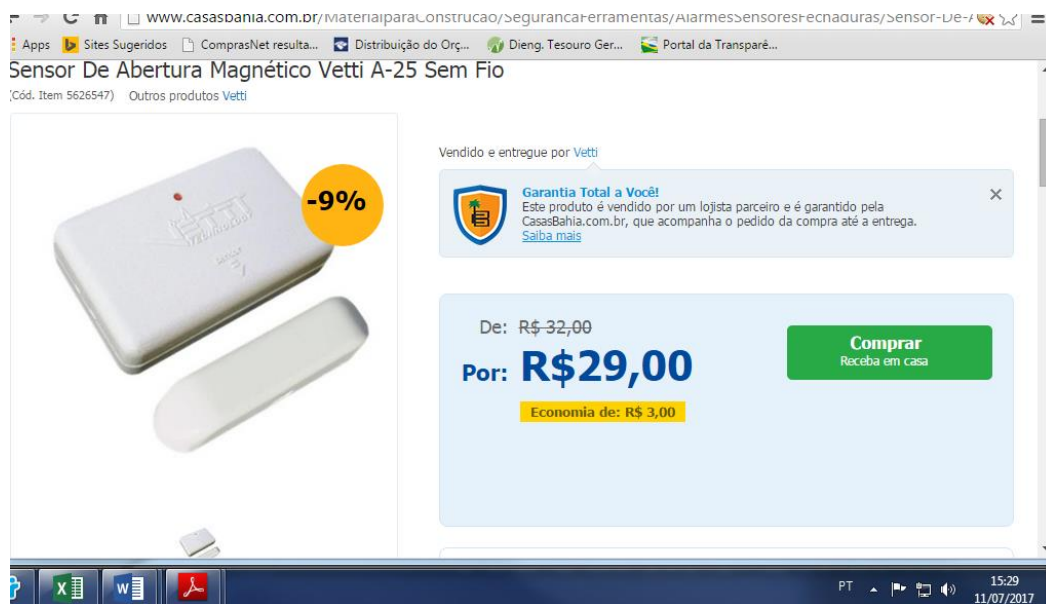 www.casasbahia.com.br/MaterialparaConstrucao/SegurancaFerramentas/AlarmesSensoresFechaduras/Sensor-De-A
Apps Sites Sugeridos ComprasNet resulta... Distribuição do Orç... Dieng. Tesouro Ger... Portal da Transparê...
Sensor De Abertura Magnético Vetti A-25 Sem Fio
(Cód. Item 5626547) Outros produtos Vetti
-9%
Vendido e entregue por Vetti
Garantia Total a Você!
Este produto é vendido por um lojista parceiro e é garantido pela
CasasBahia.com.br, que acompanha o pedido da compra até a entrega.
Saiba mais
De: R$ 32,00
Por: R$29,00
Economia de: R$ 3,00
Comprar
Receba em casa
PT
15:29
11/07/2017